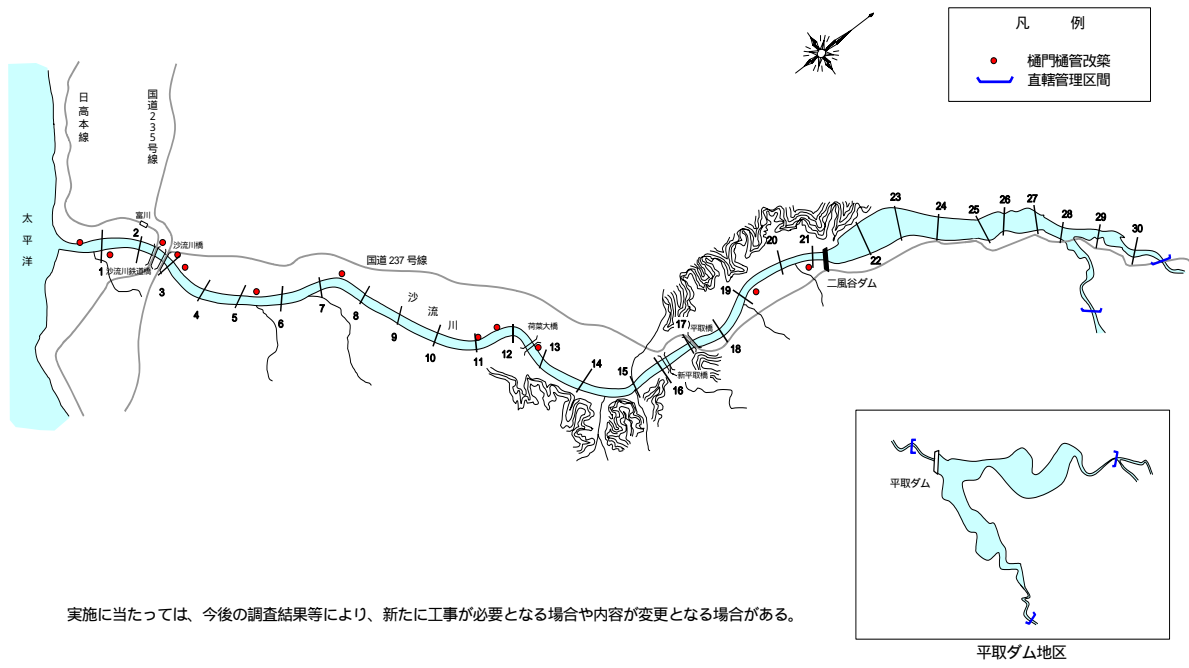 凡 例
樋門樋管改築
直轄管理区間
日高本線
国道235号線
太平洋
富川
沙流川橋
沙流川鉄道橋
国道237号線
沙流川
荷菜大橋
平取橋
新平取橋
二風谷ダム
1
2
3
4
5
6
7
8
9
10
11
12
13
14
15
16
17
18
19
20
21
22
23
24
25
26
27
28
29
30
平取ダム
平取ダム地区
実施に当たっては、今後の調査結果等により、新たに工事が必要となる場合や内容が変更となる場合がある。